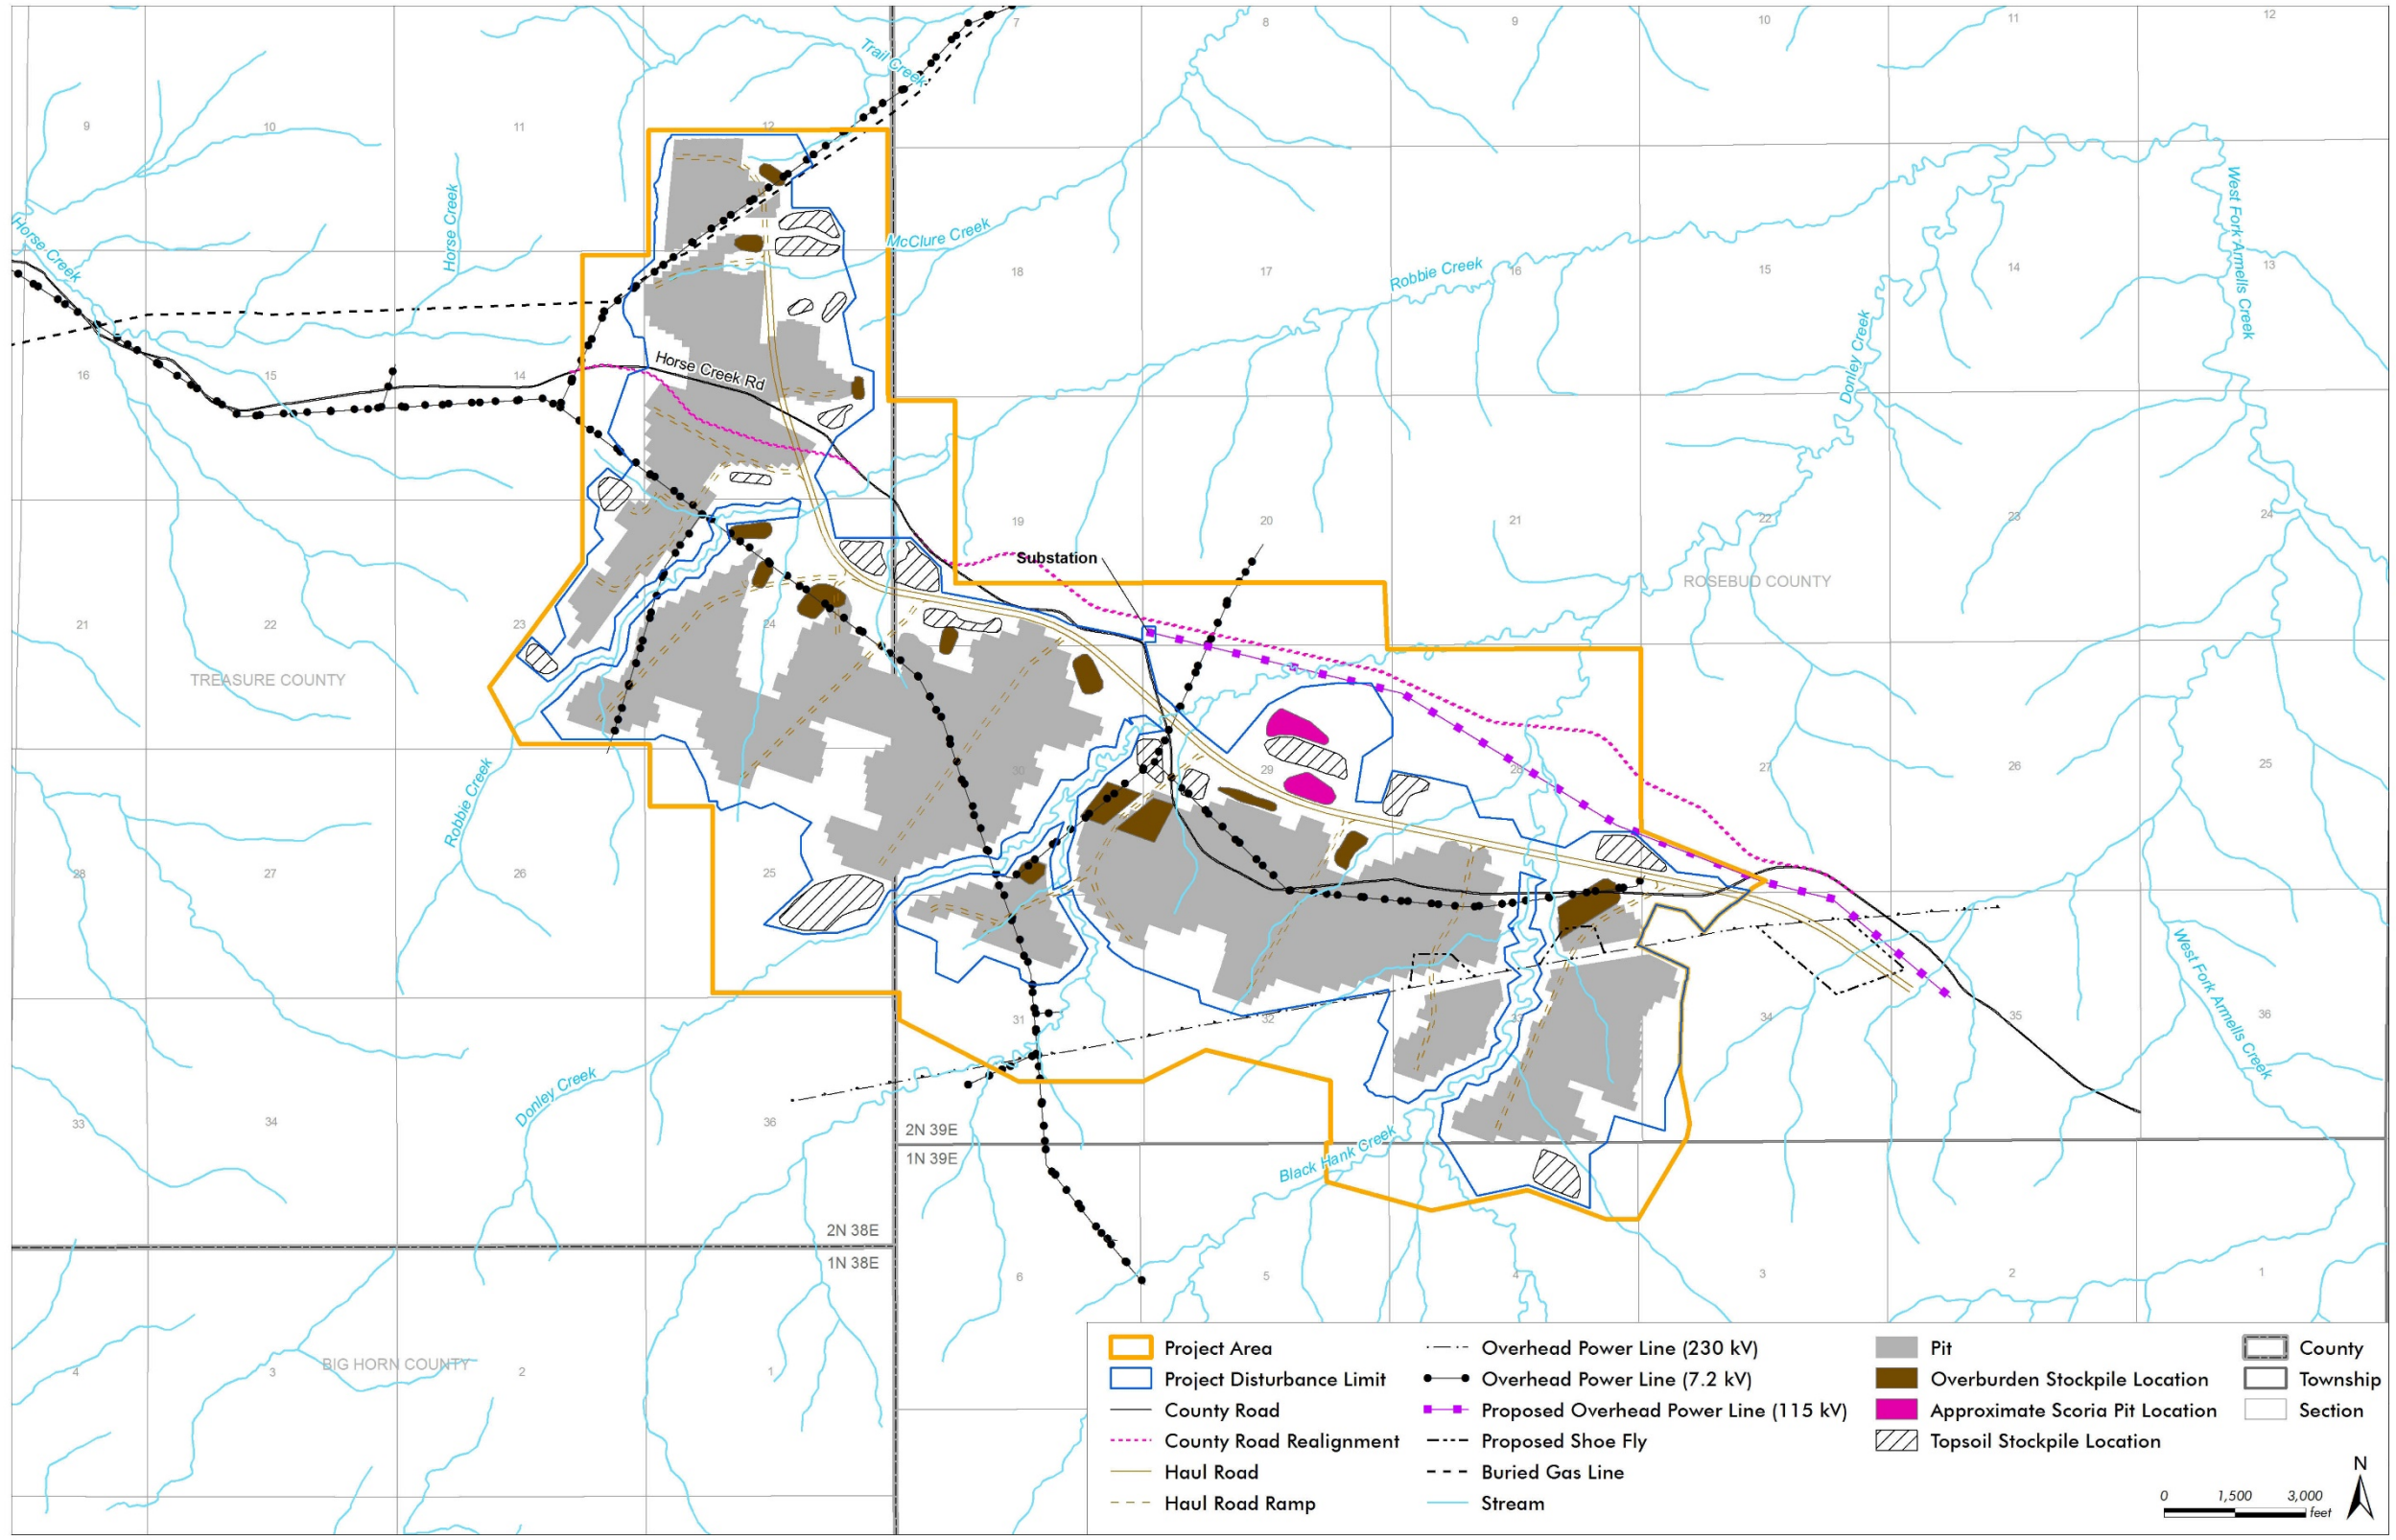 7
8
9
10
11
12
Trail Creek
9
10
11
12
Horse Creek
Horse Creek
McClure Creek
18
17
Robbie Creek
16
15
14
13
West Fork Armells Creek
Donley Creek
16
15
14
Horse Creek Rd
19
20
21
22
23
24
Substation
ROSEBUD COUNTY
21
22
23
24
TREASURE COUNTY
30
29
28
27
26
25
Robbie Creek
28
27
26
25
West Fork Armells Creek
31
32
33
34
35
36
Donley Creek
33
34
36
2N 39E
1N 39E
Black Hank Creek
2N 38E
1N 38E
6
5
4
3
2
1
4
3
BIG HORN COUNTY
2
1
Project Area
Project Disturbance Limit
County Road
County Road Realignment
Haul Road
Haul Road Ramp
Overhead Power Line (230 kV)
Overhead Power Line (7.2 kV)
Proposed Overhead Power Line (115 kV)
Proposed Shoe Fly
Buried Gas Line
Stream
Pit
Overburden Stockpile Location
Approximate Scoria Pit Location
Topsoil Stockpile Location
County
Township
Section
N
0 1,500 3,000
feet